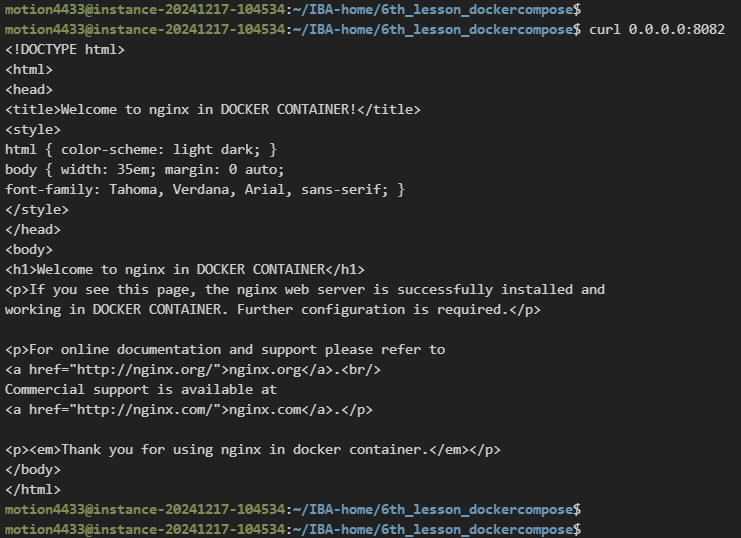 motion4433@instance-20241217-104534:~/IBA-home/6th_lesson_dockercompose$
motion4433@instance-20241217-104534:~/IBA-home/6th_lesson_dockercompose$ curl 0.0.0.0:8082
<!DOCTYPE html>
<html>
<head>
<title>Welcome to nginx in DOCKER CONTAINER!</title>
<style>
html { color-scheme: light dark; }
body { width: 35em; margin: 0 auto;
font-family: Tahoma, Verdana, Arial, sans-serif; }
</style>
</head>
<body>
<h1>Welcome to nginx in DOCKER CONTAINER</h1>
<p>If you see this page, the nginx web server is successfully installed and
working in DOCKER CONTAINER. Further configuration is required.</p>

<p>For online documentation and support please refer to
<a href="http://nginx.org/">nginx.org</a>.<br/>
Commercial support is available at
<a href="http://nginx.com/">nginx.com</a>.</p>

<p><em>Thank you for using nginx in docker container.</em></p>
</body>
</html>
motion4433@instance-20241217-104534:~/IBA-home/6th_lesson_dockercompose$
motion4433@instance-20241217-104534:~/IBA-home/6th_lesson_dockercompose$